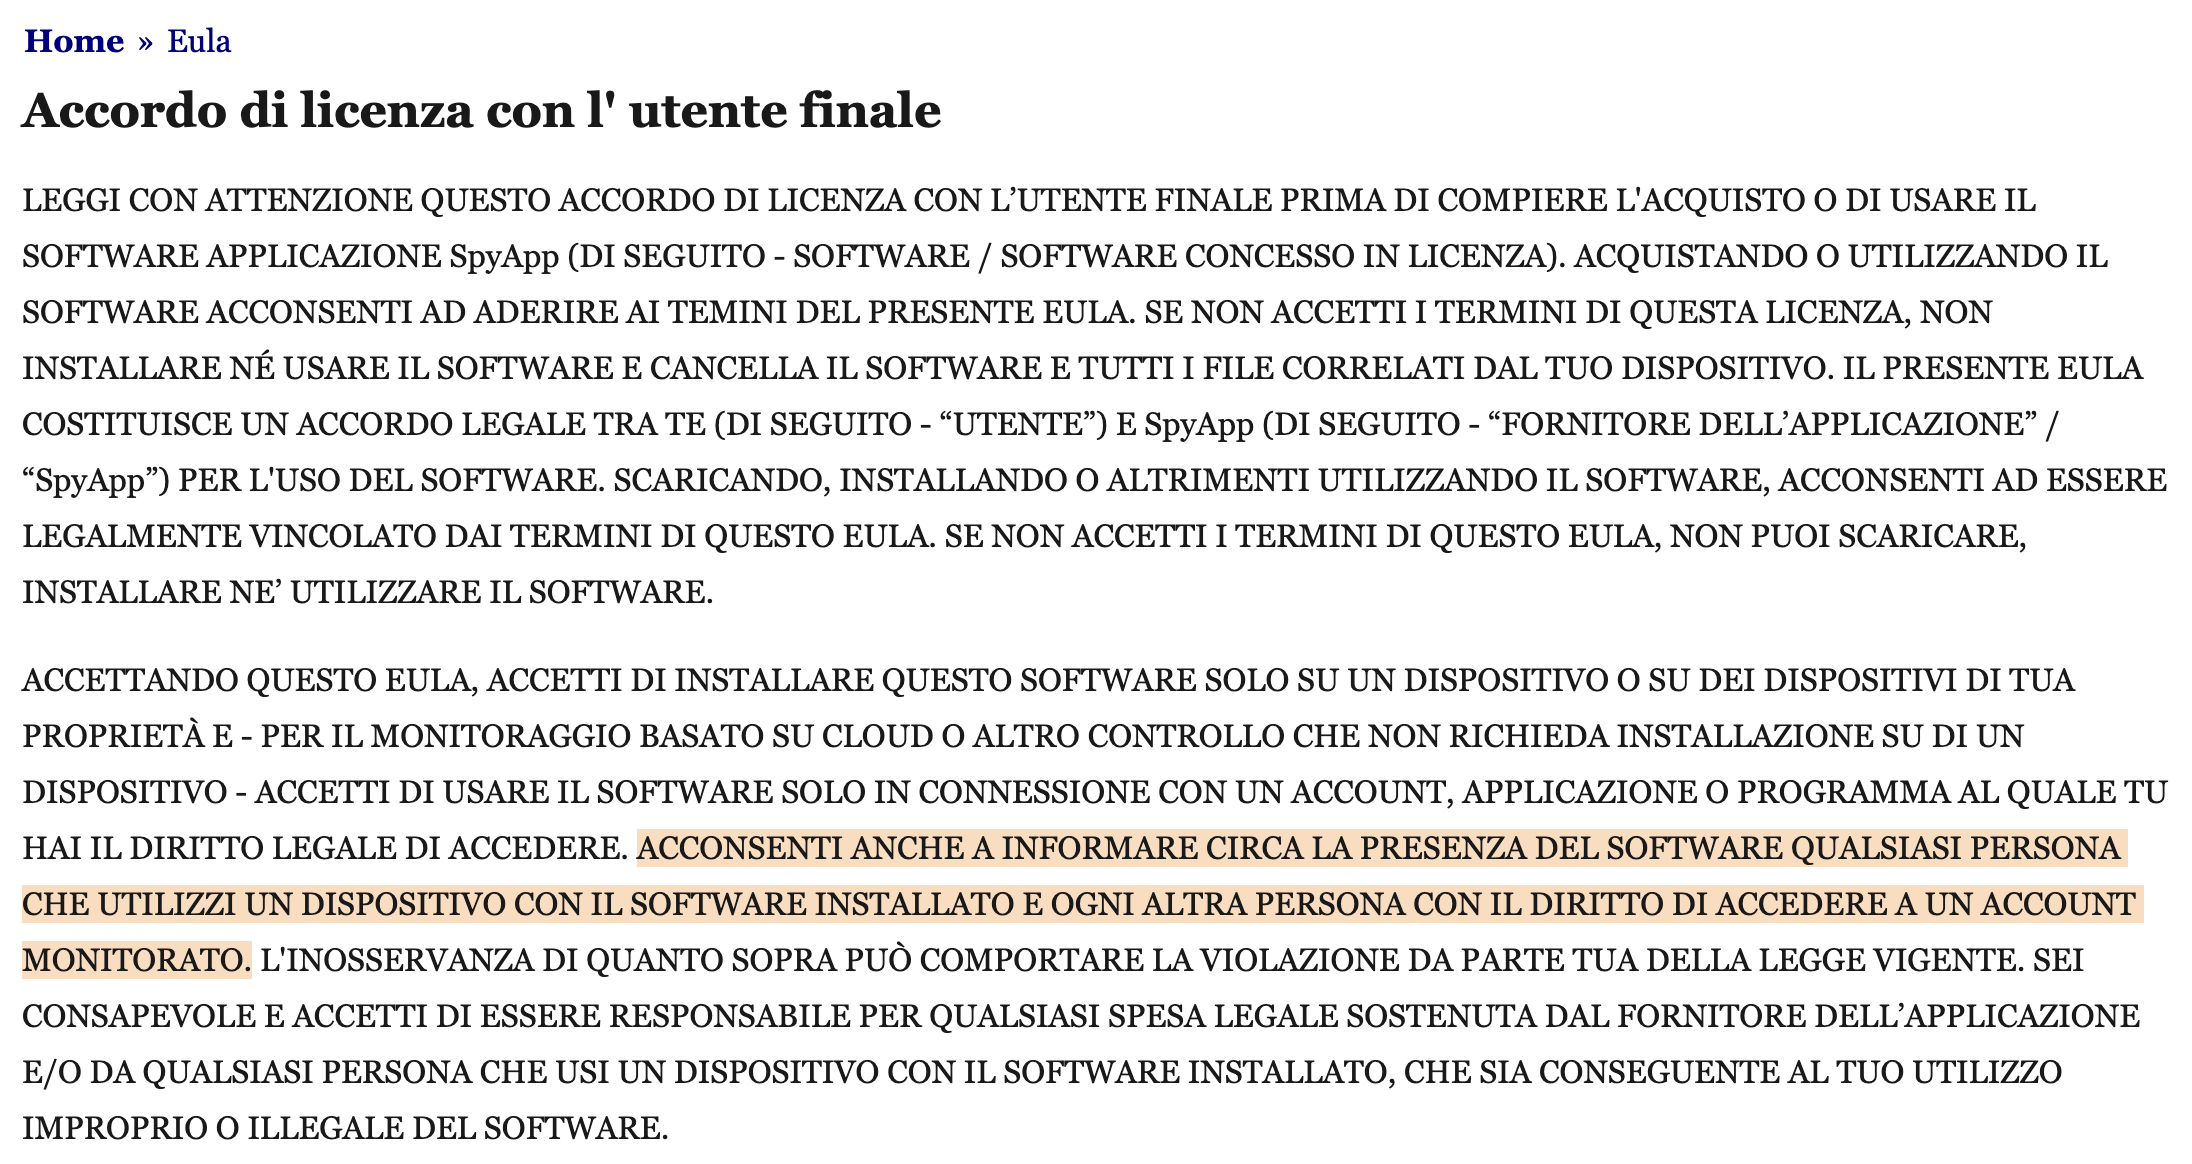 Home » Eula
Accordo di licenza con l' utente finale
LEGGI CON ATTENZIONE QUESTO ACCORDO DI LICENZA CON L’UTENTE FINALE PRIMA DI COMPIERE L'ACQUISTO O DI USARE IL
SOFTWARE APPLICAZIONE SpyApp (DI SEGUITO - SOFTWARE / SOFTWARE CONCESSO IN LICENZA). ACQUISTANDO O UTILIZZANDO IL
SOFTWARE ACCONSENTI AD ADERIRE AI TEMINI DEL PRESENTE EULA. SE NON ACCETTI I TERMINI DI QUESTA LICENZA, NON
INSTALLARE NÉ USARE IL SOFTWARE E CANCELLA IL SOFTWARE E TUTTI I FILE CORRELATI DAL TUO DISPOSITIVO. IL PRESENTE EULA
COSTITUISCE UN ACCORDO LEGALE TRA TE (DI SEGUITO - “UTENTE”) E SpyApp (DI SEGUITO - “FORNITORE DELL’APPLICAZIONE” /
“SpyApp”) PER L'USO DEL SOFTWARE. SCARICANDO, INSTALLANDO O ALTRIMENTI UTILIZZANDO IL SOFTWARE, ACCONSENTI AD ESSERE
LEGALMENTE VINCOLATO DAI TERMINI DI QUESTO EULA. SE NON ACCETTI I TERMINI DI QUESTO EULA, NON PUOI SCARICARE,
INSTALLARE NE’ UTILIZZARE IL SOFTWARE.
ACCETTANDO QUESTO EULA, ACCETTI DI INSTALLARE QUESTO SOFTWARE SOLO SU UN DISPOSITIVO O SU DEI DISPOSITIVI DI TUA
PROPRIETÀ E - PER IL MONITORAGGIO BASATO SU CLOUD O ALTRO CONTROLLO CHE NON RICHIEDA INSTALLAZIONE SU DI UN
DISPOSITIVO - ACCETTI DI USARE IL SOFTWARE SOLO IN CONNESSIONE CON UN ACCOUNT, APPLICAZIONE O PROGRAMMA AL QUALE TU
HAI IL DIRITTO LEGALE DI ACCEDERE. ACCONSENTI ANCHE A INFORMARE CIRCA LA PRESENZA DEL SOFTWARE QUALSIASI PERSONA
CHE UTILIZZI UN DISPOSITIVO CON IL SOFTWARE INSTALLATO E OGNI ALTRA PERSONA CON IL DIRITTO DI ACCEDERE A UN ACCOUNT
MONITORATO. L'INOSSERVANZA DI QUANTO SOPRA PUÒ COMPORTARE LA VIOLAZIONE DA PARTE TUA DELLA LEGGE VIGENTE. SEI
CONSAPEVOLE E ACCETTI DI ESSERE RESPONSABILE PER QUALSIASI SPESA LEGALE SOSTENUTA DAL FORNITORE DELL’APPLICAZIONE
E/O DA QUALSIASI PERSONA CHE USI UN DISPOSITIVO CON IL SOFTWARE INSTALLATO, CHE SIA CONSEGUENTE AL TUO UTILIZZO
IMPROPRIO O ILLEGALE DEL SOFTWARE.